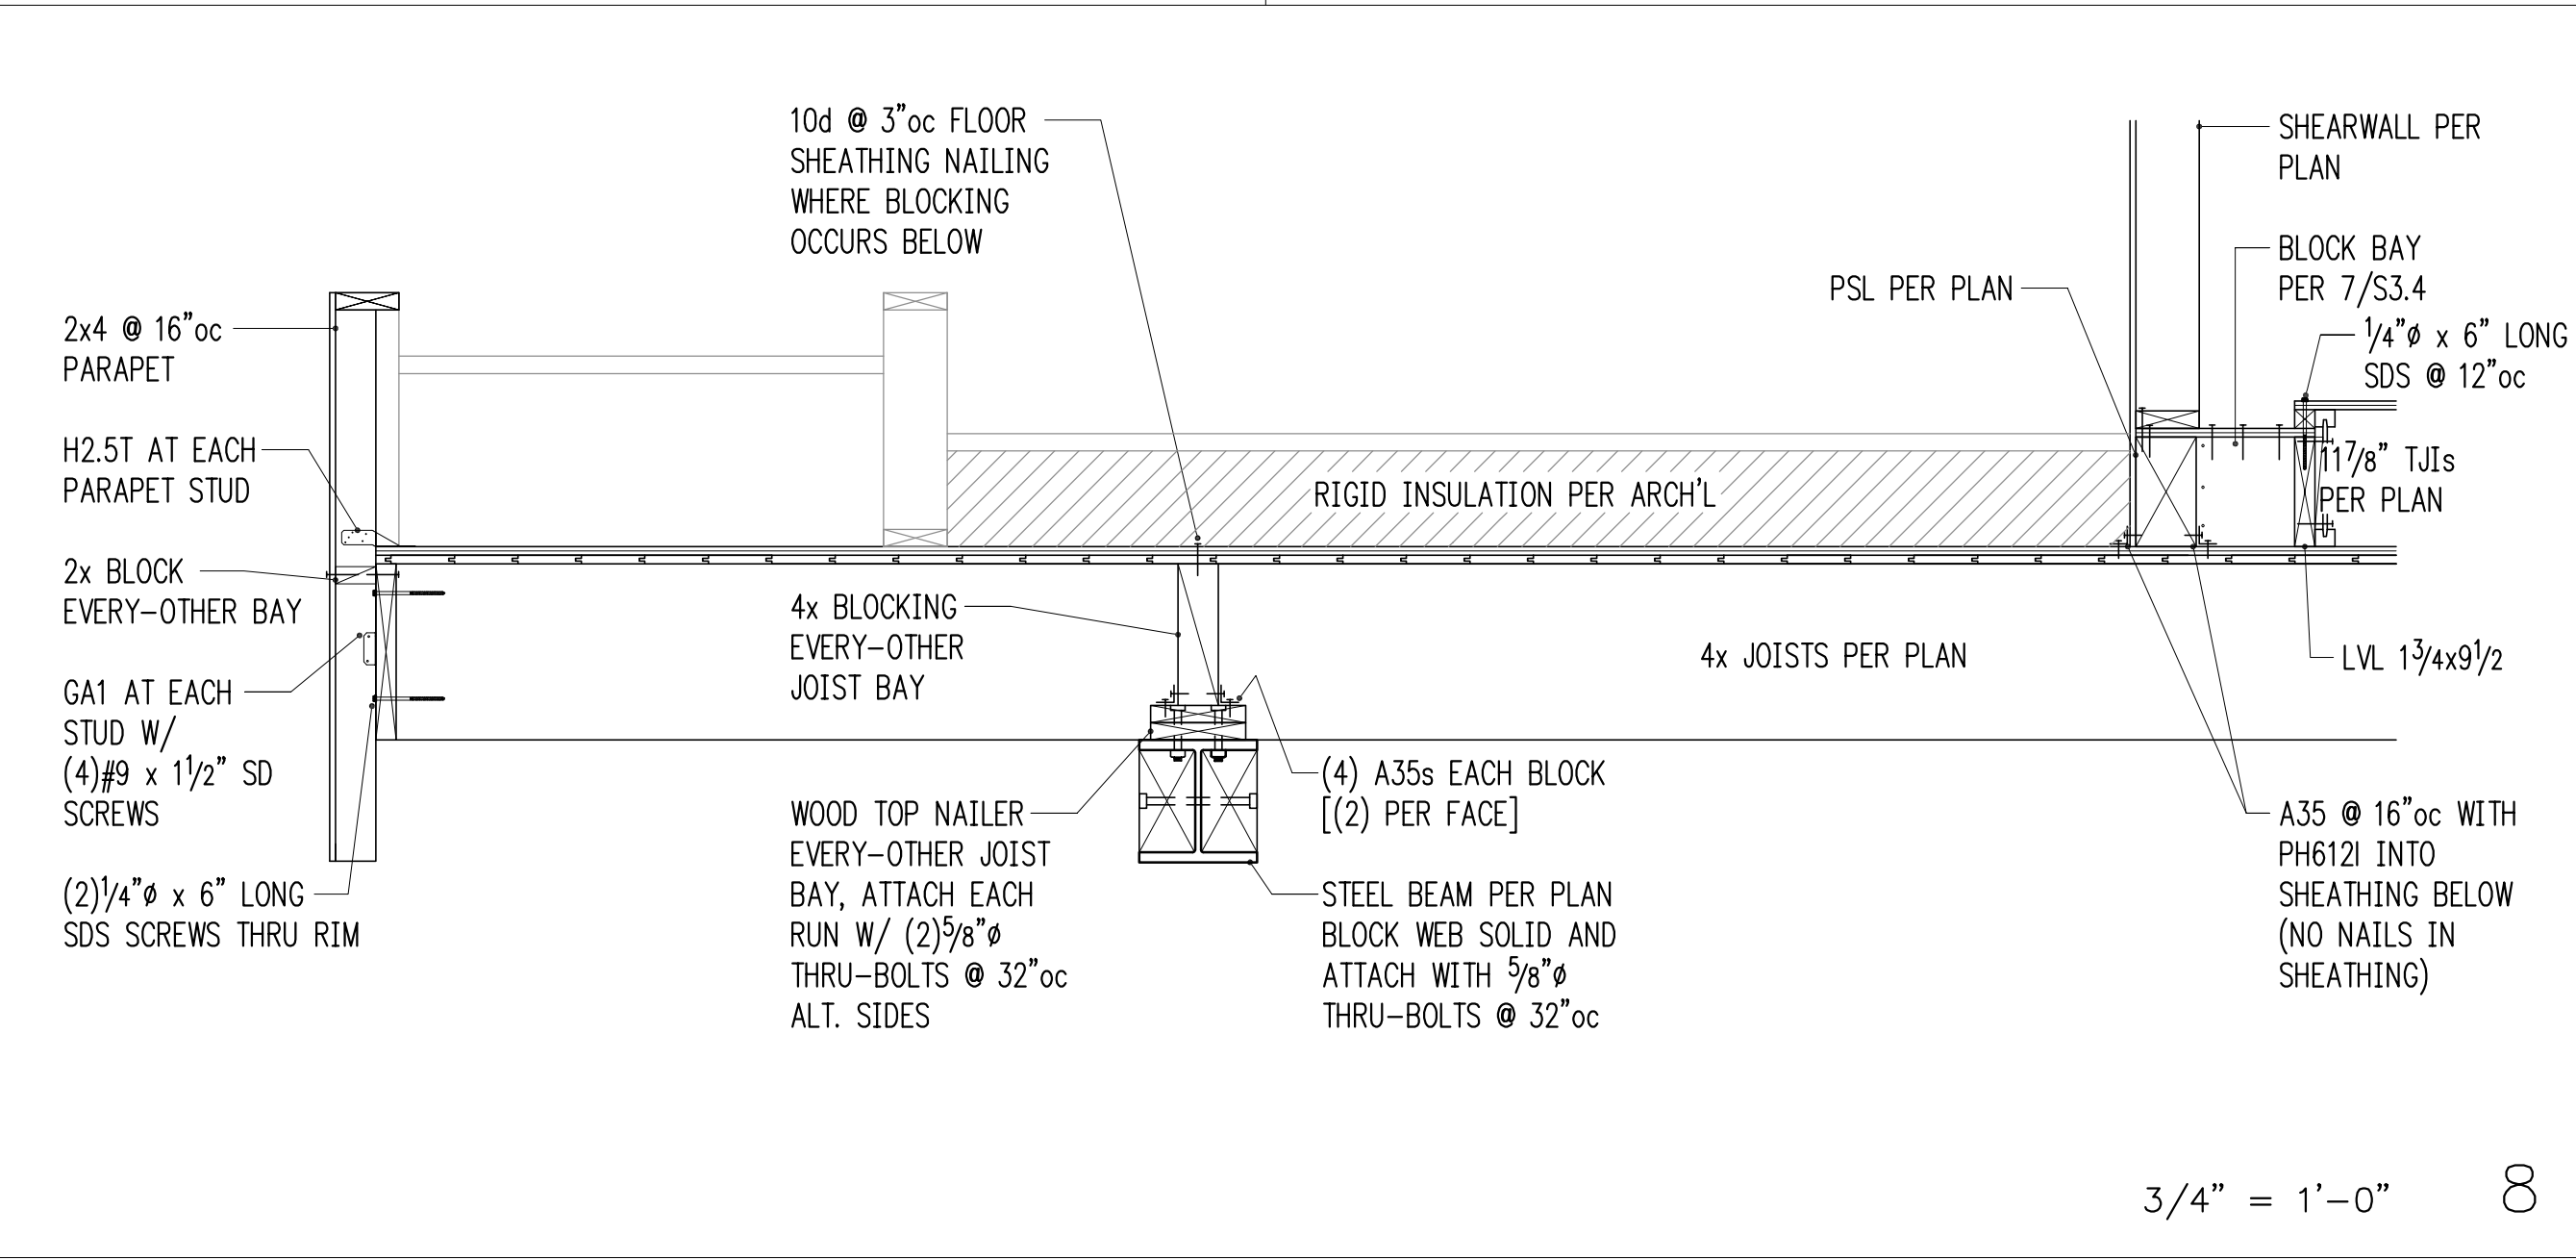 10d @ 3"oc FLOOR
SHEATHING NAILING
WHERE BLOCKING
OCCURS BELOW
SHEARWALL PER
PLAN
BLOCK BAY
PER 7/S3.4
PSL PER PLAN
1/4"ø x 6" LONG
SDS @ 12"oc
2x4 @ 16"oc
PARAPET
H2.5T AT EACH
PARAPET STUD
11 7/8" TJIs
PER PLAN
RIGID INSULATION PER ARCH'L
2x BLOCK
EVERY-OTHER BAY
4x BLOCKING
EVERY-OTHER
JOIST BAY
4x JOISTS PER PLAN
LVL 1 3/4x9 1/2
GA1 AT EACH
STUD W/
(4)#9 x 1 1/2" SD
SCREWS
(2)1/4"ø x 6" LONG
SDS SCREWS THRU RIM
WOOD TOP NAILER
EVERY-OTHER JOIST
BAY, ATTACH EACH
RUN W/ (2)5/8"ø
THRU-BOLTS @ 32"oc
ALT. SIDES
(4) A35s EACH BLOCK
[(2) PER FACE]
STEEL BEAM PER PLAN
BLOCK WEB SOLID AND
ATTACH WITH 5/8"ø
THRU-BOLTS @ 32"oc
A35 @ 16"oc WITH
PH612I INTO
SHEATHING BELOW
(NO NAILS IN
SHEATHING)
3/4" = 1'-0"
8